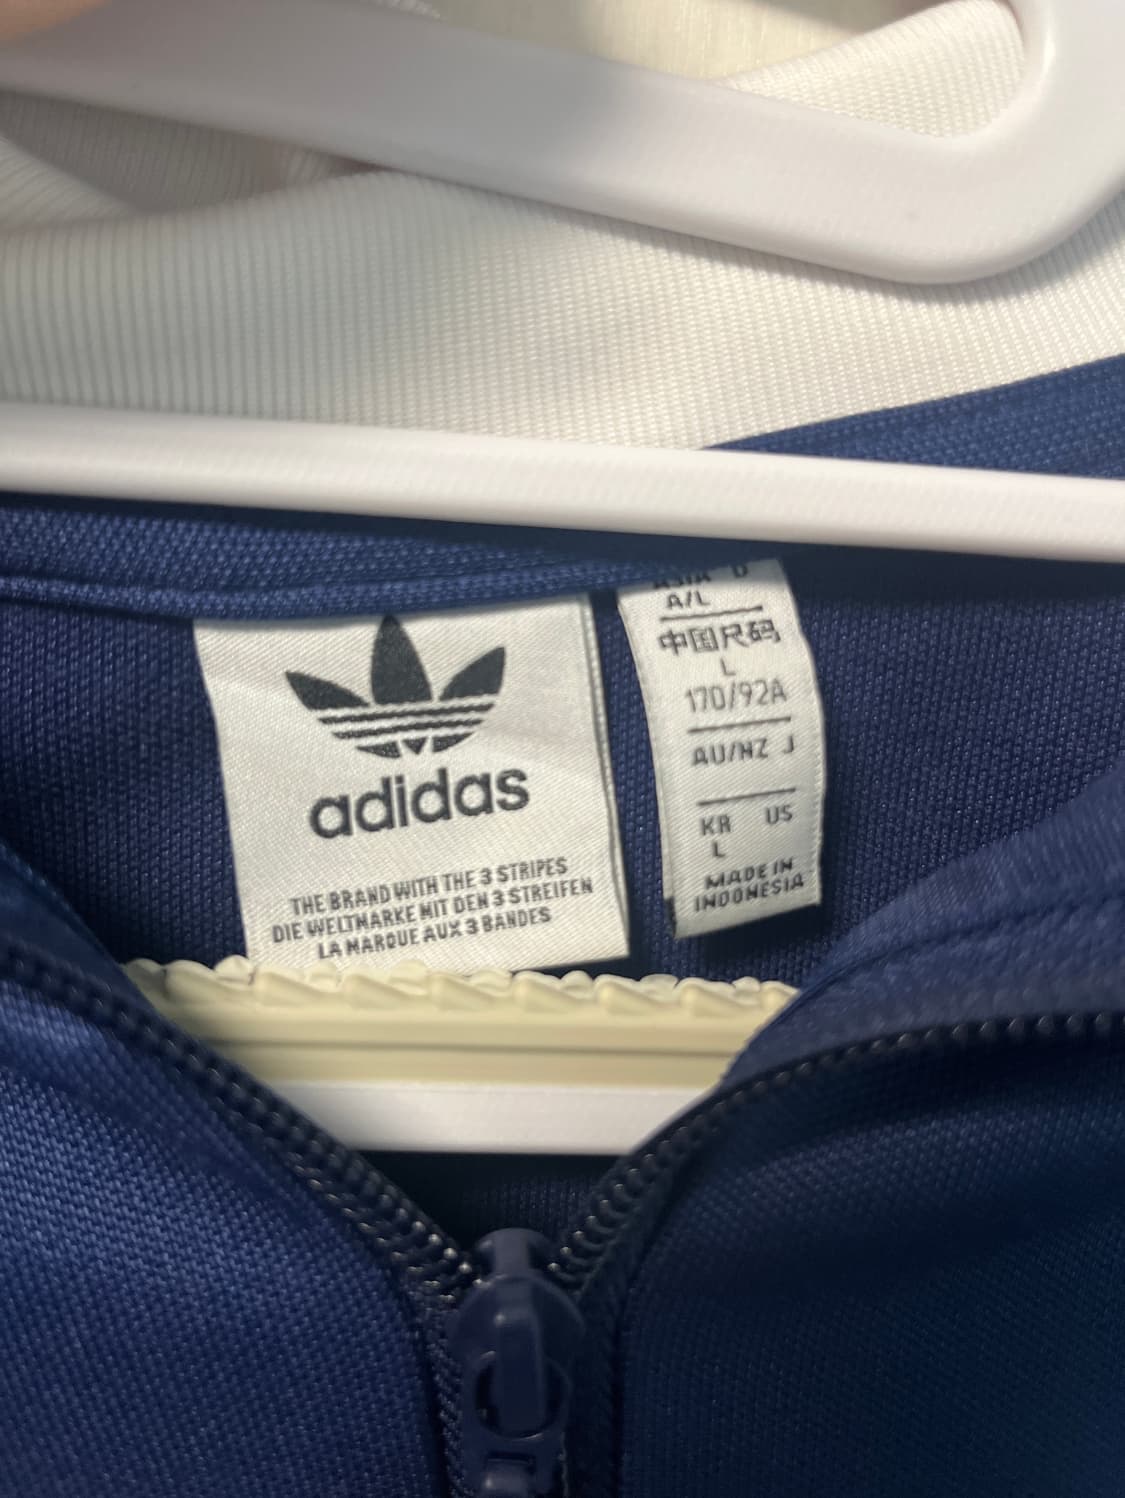 adidas
THE BRAND WITH THE 3 STRIPES
DIE WELTMARKE MIT DEN 3 STREIFEN
LA MARQUE AUX 3 BANDES
A/L
中国尺码
L
170/92A
AU/NZ J
KR US
L
MADE IN
INDONESIA